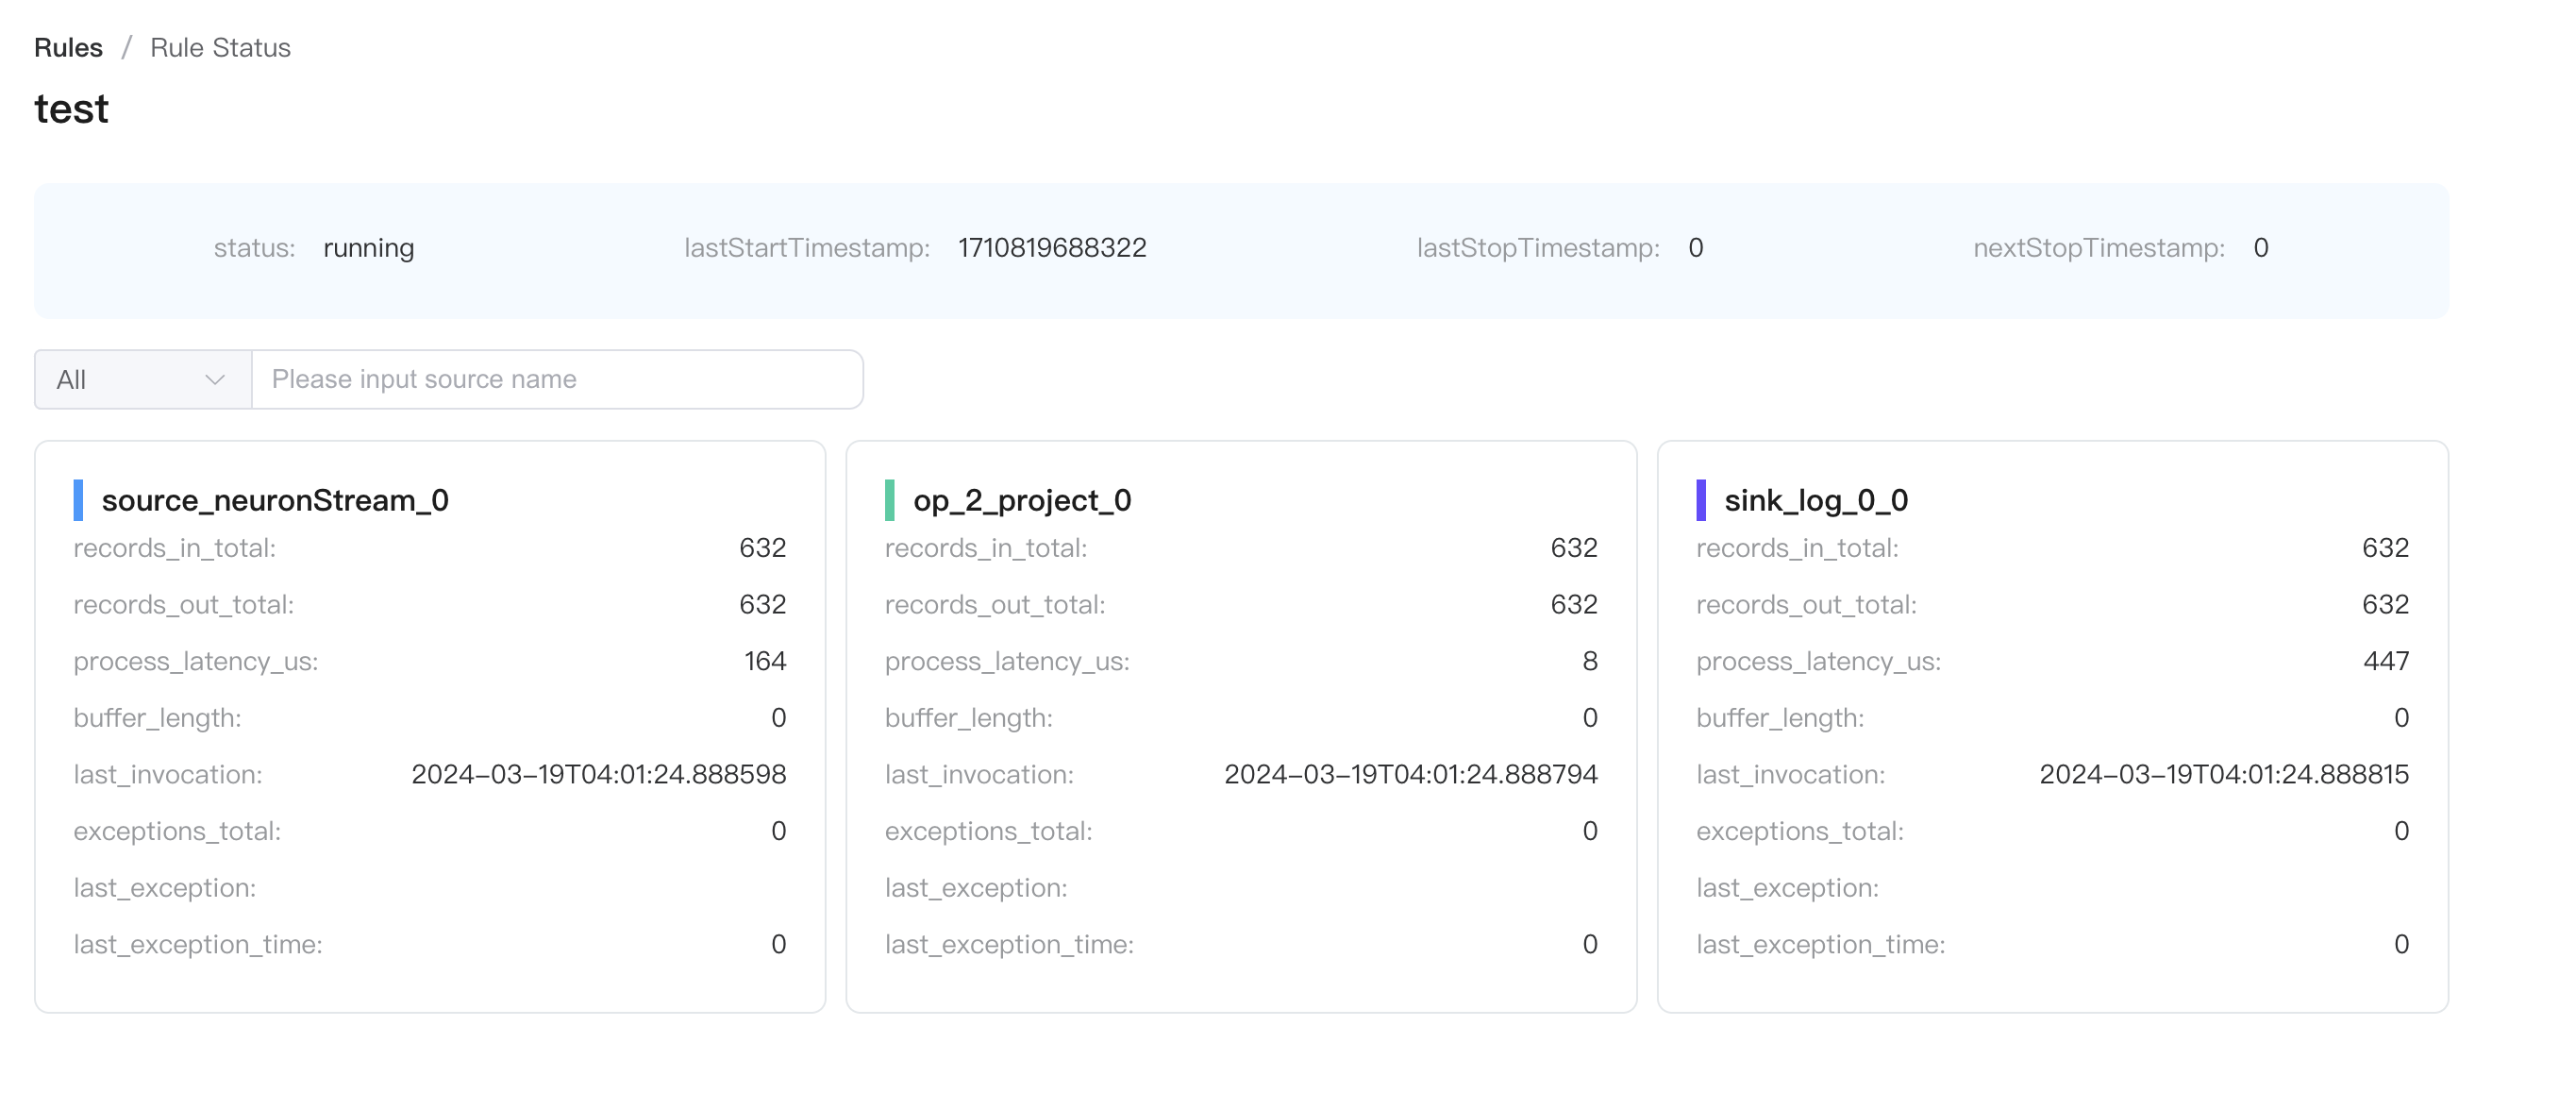 Rules / Rule Status
test
status: running lastStartTimestamp: 1710819688322 lastStopTimestamp: 0 nextStopTimestamp: 0
All Please input source name
source_neuronStream_0
records_in_total: 632
records_out_total: 632
process_latency_us: 164
buffer_length: 0
last_invocation: 2024-03-19T04:01:24.888598
exceptions_total: 0
last_exception:
last_exception_time: 0
op_2_project_0
records_in_total: 632
records_out_total: 632
process_latency_us: 8
buffer_length: 0
last_invocation: 2024-03-19T04:01:24.888794
exceptions_total: 0
last_exception:
last_exception_time: 0
sink_log_0_0
records_in_total: 632
records_out_total: 632
process_latency_us: 447
buffer_length: 0
last_invocation: 2024-03-19T04:01:24.888815
exceptions_total: 0
last_exception:
last_exception_time: 0